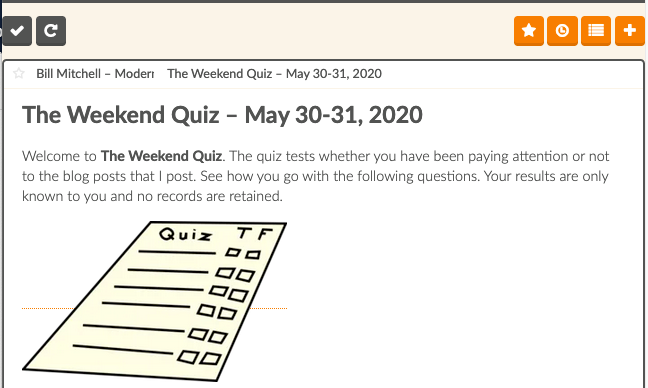 Bill Mitchell – Modern The Weekend Quiz – May 30-31, 2020
The Weekend Quiz – May 30-31, 2020
Welcome to The Weekend Quiz. The quiz tests whether you have been paying attention or not
to the blog posts that I post. See how you go with the following questions. Your results are only
known to you and no records are retained.
Quiz T F